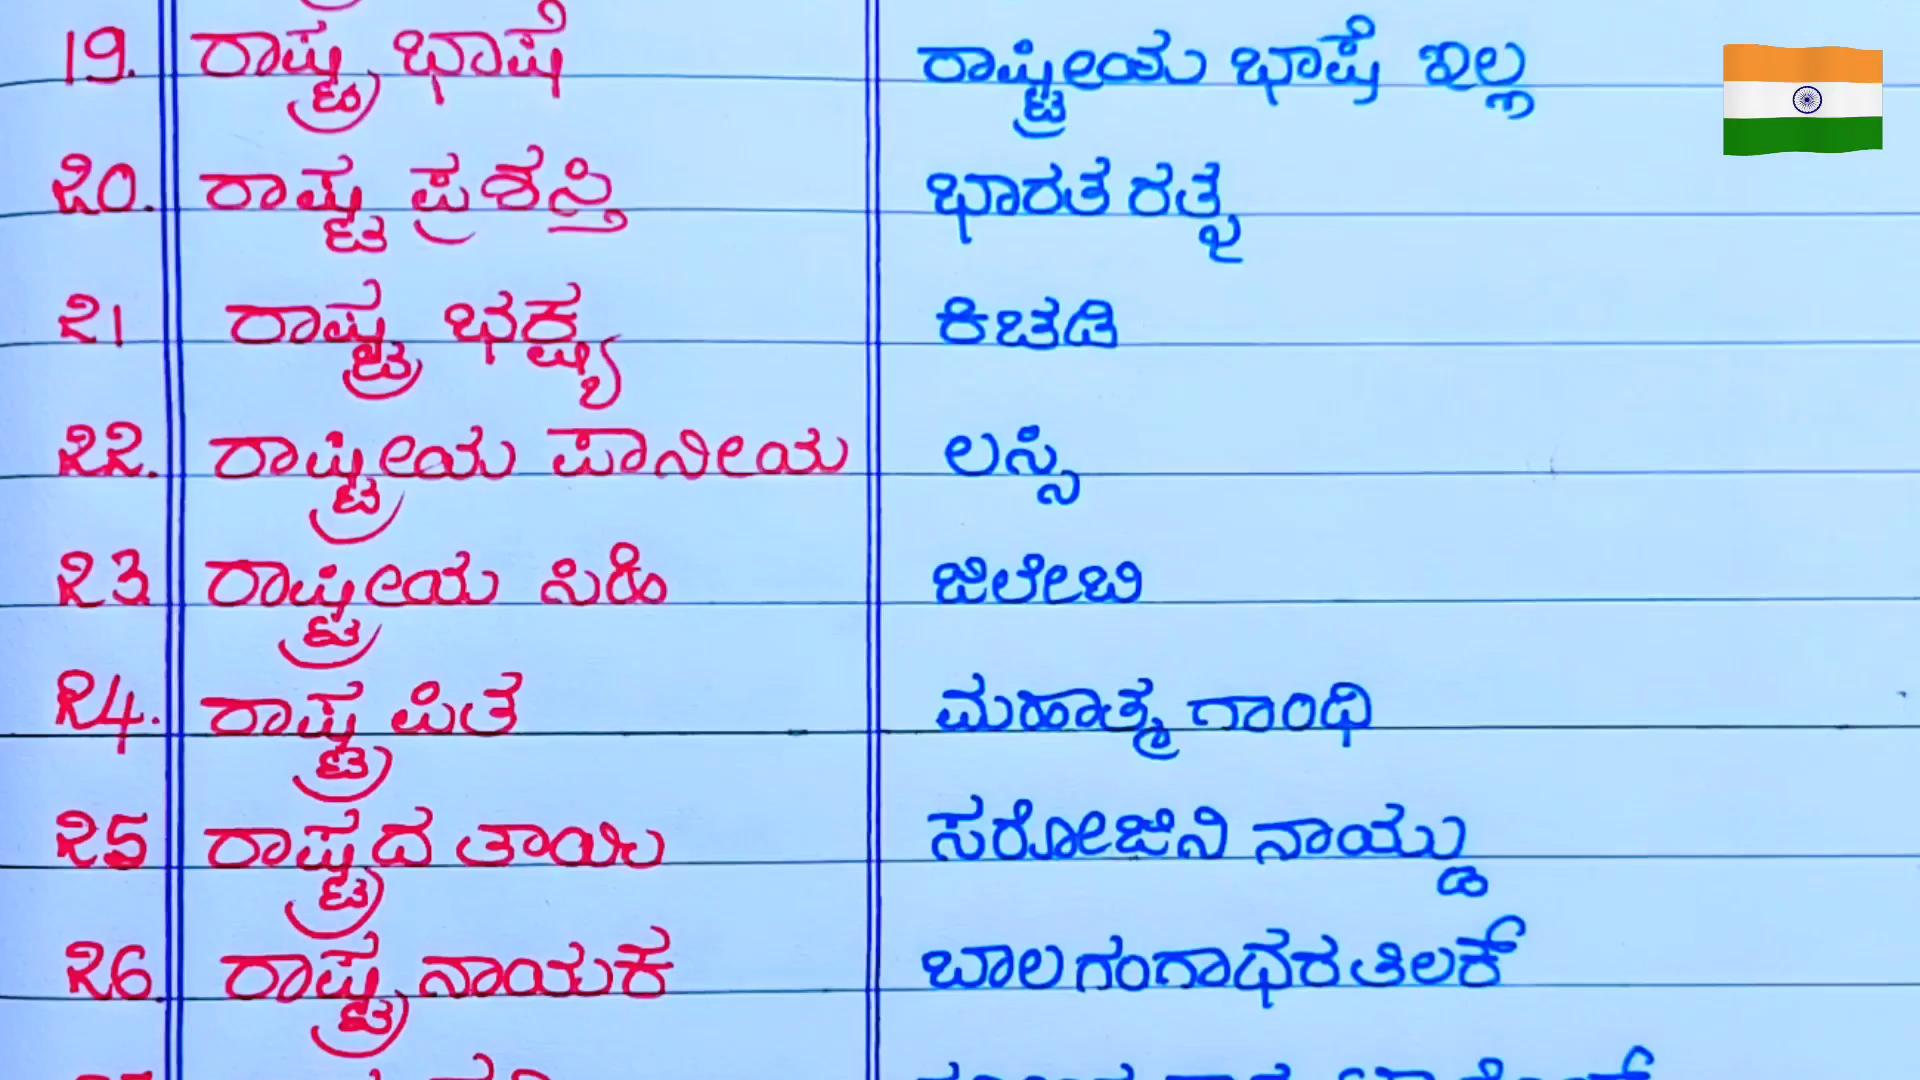 19. ರಾಷ್ಟ್ರ ಭಾಷೆ ರಾಷ್ಟ್ರೀಯ ಭಾಷೆ ಇಲ್ಲ
20. ರಾಷ್ಟ್ರ ಪ್ರಶಸ್ತಿ ಭಾರತ ರತ್ನ
21 ರಾಷ್ಟ್ರ ಭಕ್ಷ್ಯ ಕಿಚಡಿ
22. ರಾಷ್ಟ್ರೀಯ ಪಾನೀಯ ಲಸ್ಸಿ
23 ರಾಷ್ಟ್ರೀಯ ಸಿಹಿ ಜಿಲೇಬಿ
24. ರಾಷ್ಟ್ರ ಪಿತ ಮಹಾತ್ಮ ಗಾಂಧಿ
25 ರಾಷ್ಟ್ರದ ತಾಯಿ ಸರೋಜಿನಿ ನಾಯ್ಡು
26. ರಾಷ್ಟ್ರ ನಾಯಕ ಬಾಲ ಗಂಗಾಧರ ತಿಲಕ್